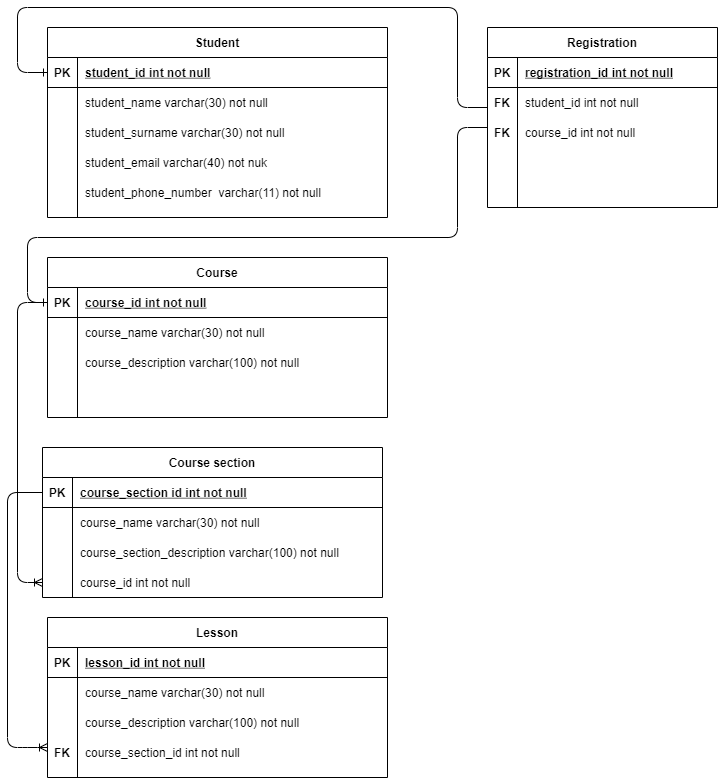 Student
PK student_id int not null
student_name varchar(30) not null
student_surname varchar(30) not null
student_email varchar(40) not nuk
student_phone_number  varchar(11) not null
Registration
PK registration_id int not null
FK student_id int not null
FK course_id int not null
Course
PK course_id int not null
course_name varchar(30) not null
course_description varchar(100) not null
Course section
PK course_section id int not null
course_name varchar(30) not null
course_section_description varchar(100) not null
course_id int not null
Lesson
PK lesson_id int not null
course_name varchar(30) not null
course_description varchar(100) not null
FK course_section_id int not null